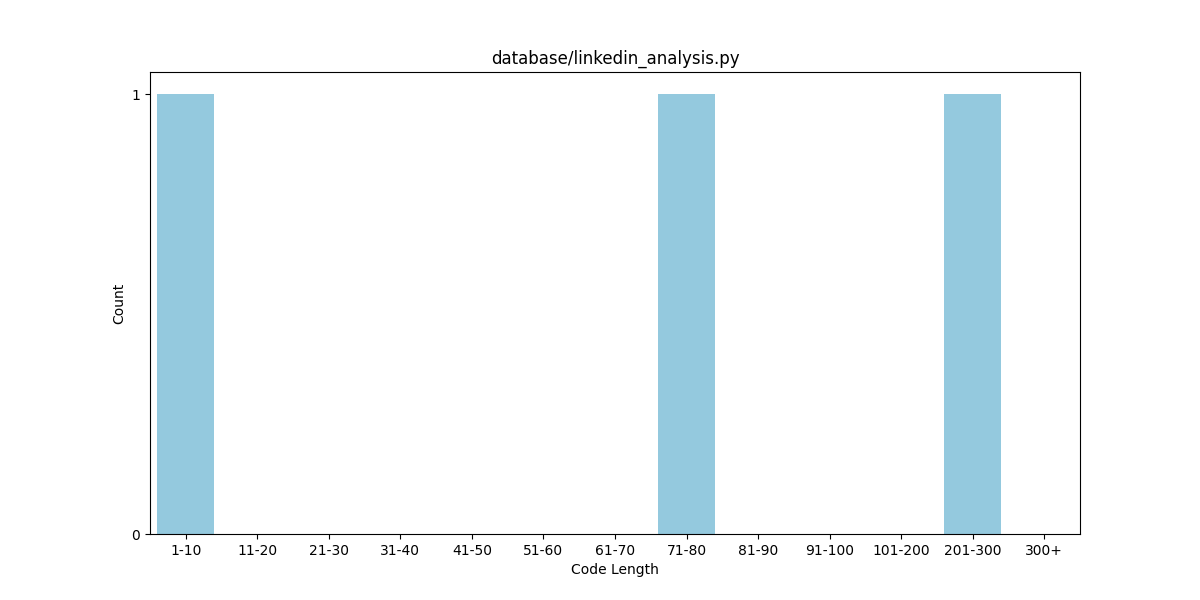 database/linkedin_analysis.py
1
Count
0
1-10 11-20 21-30 31-40 41-50 51-60 61-70 71-80 81-90 91-100 101-200 201-300 300+
Code Length